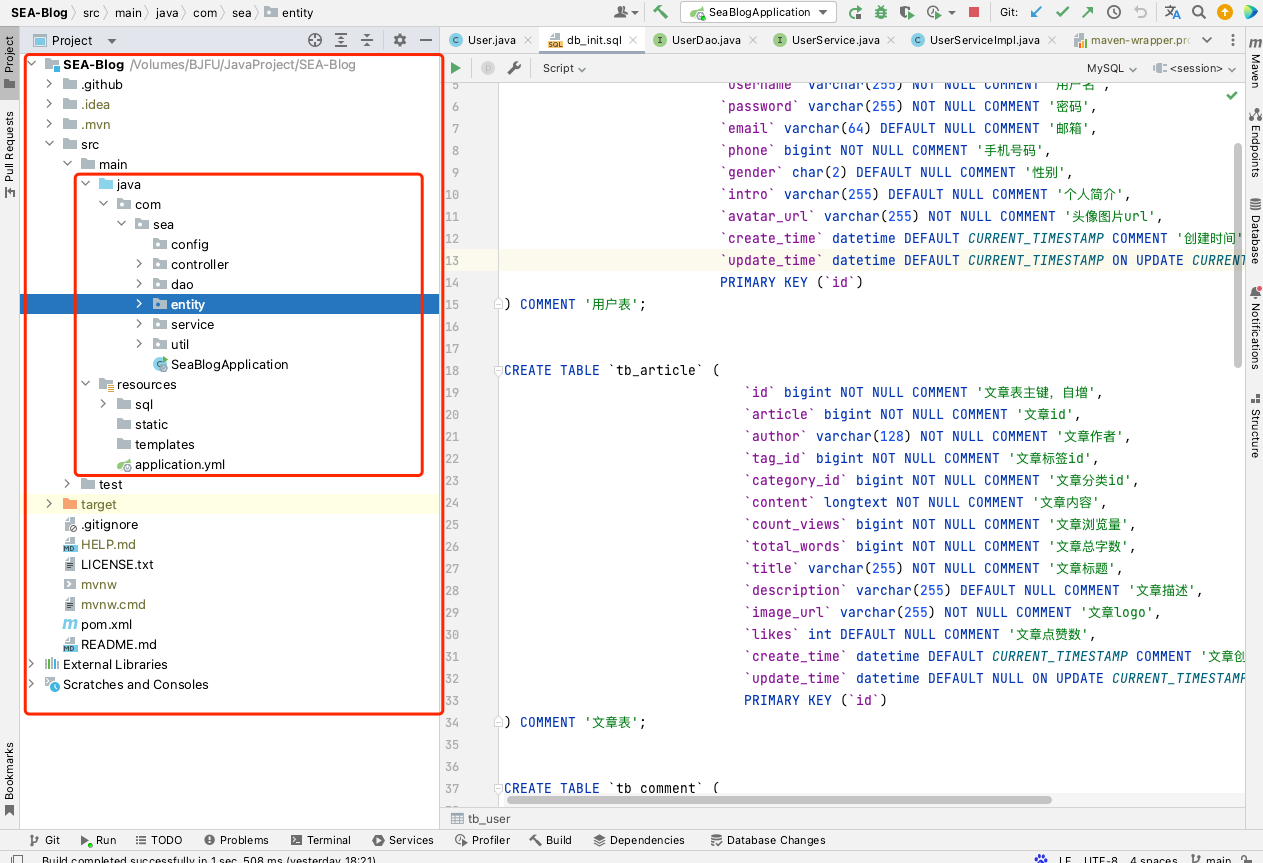 SEA-Blog src main java com sea entity
SeaBlogApplication
Git:
Project
User.java
db_init.sql
UserDao.java
UserService.java
UserServiceImpl.java
maven-wrapper.pr
Script
MySQL
<session>
Project
Pull Requests
Bookmarks
SEA-Blog /Volumes/BJFU/JavaProject/SEA-Blog
.github
.idea
.mvn
src
main
java
com
sea
config
controller
dao
entity
service
util
SeaBlogApplication
resources
sql
static
templates
application.yml
test
target
.gitignore
HELP.md
LICENSE.txt
mvnw
mvnw.cmd
pom.xml
README.md
External Libraries
Scratches and Consoles
5 `username` varchar(255) NOT NULL COMMENT '用户名',
6 `password` varchar(255) NOT NULL COMMENT '密码',
7 `email` varchar(64) DEFAULT NULL COMMENT '邮箱',
8 `phone` bigint NOT NULL COMMENT '手机号码',
9 `gender` char(2) DEFAULT NULL COMMENT '性别',
10 `intro` varchar(255) DEFAULT NULL COMMENT '个人简介',
11 `avatar_url` varchar(255) NOT NULL COMMENT '头像图片url',
12 `create_time` datetime DEFAULT CURRENT_TIMESTAMP COMMENT '创建时间'
13 `update_time` datetime DEFAULT CURRENT_TIMESTAMP ON UPDATE CURRENT
14 PRIMARY KEY (`id`)
15 ) COMMENT '用户表';
16
17
18 CREATE TABLE `tb_article` (
19 `id` bigint NOT NULL COMMENT '文章表主键，自增',
20 `article` bigint NOT NULL COMMENT '文章id',
21 `author` varchar(128) NOT NULL COMMENT '文章作者',
22 `tag_id` bigint NOT NULL COMMENT '文章标签id',
23 `category_id` bigint NOT NULL COMMENT '文章分类id',
24 `content` longtext NOT NULL COMMENT '文章内容',
25 `count_views` bigint NOT NULL COMMENT '文章浏览量',
26 `total_words` bigint NOT NULL COMMENT '文章总字数',
27 `title` varchar(255) NOT NULL COMMENT '文章标题',
28 `description` varchar(255) DEFAULT NULL COMMENT '文章描述',
29 `image_url` varchar(255) NOT NULL COMMENT '文章logo',
30 `likes` int DEFAULT NULL COMMENT '文章点赞数',
31 `create_time` datetime DEFAULT CURRENT_TIMESTAMP COMMENT '文章创
32 `update_time` datetime DEFAULT NULL ON UPDATE CURRENT_TIMESTAMP
33 PRIMARY KEY (`id`)
34 ) COMMENT '文章表';
35
36
37 CREATE TABLE `tb_comment` (
tb_user
Maven
Endpoints
Database
Notifications
Structure
Git Run TODO Problems Terminal Services Profiler Build Dependencies Database Changes
Build completed successfully in 1 sec, 508 ms (yesterday 18:21)
LF UTF-8 4 spaces main